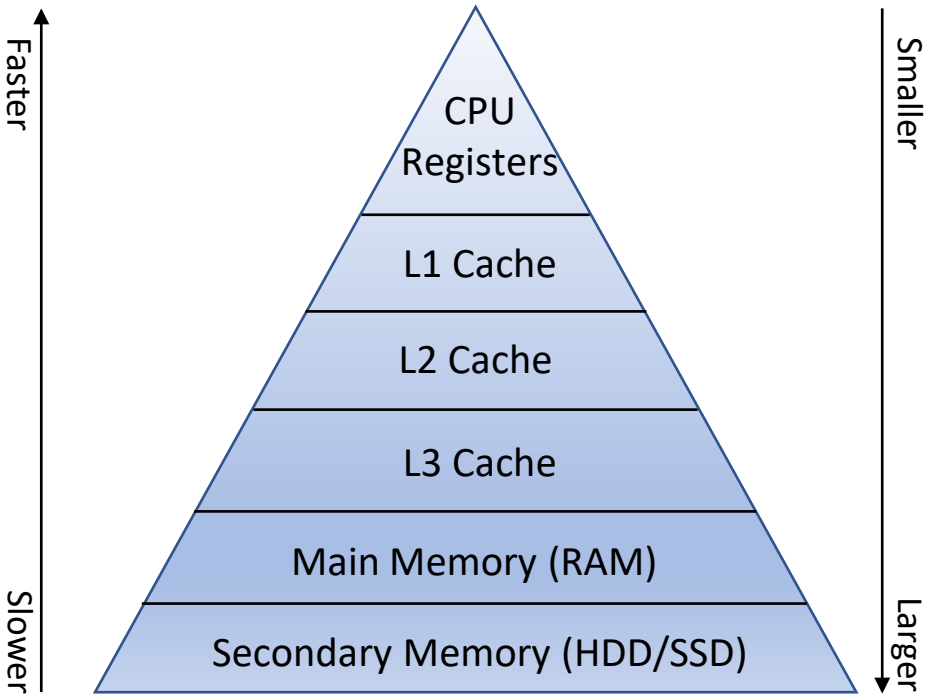 Faster
Smaller
CPU
Registers
L1 Cache
L2 Cache
L3 Cache
Main Memory (RAM)
Slower
Larger
Secondary Memory (HDD/SSD)